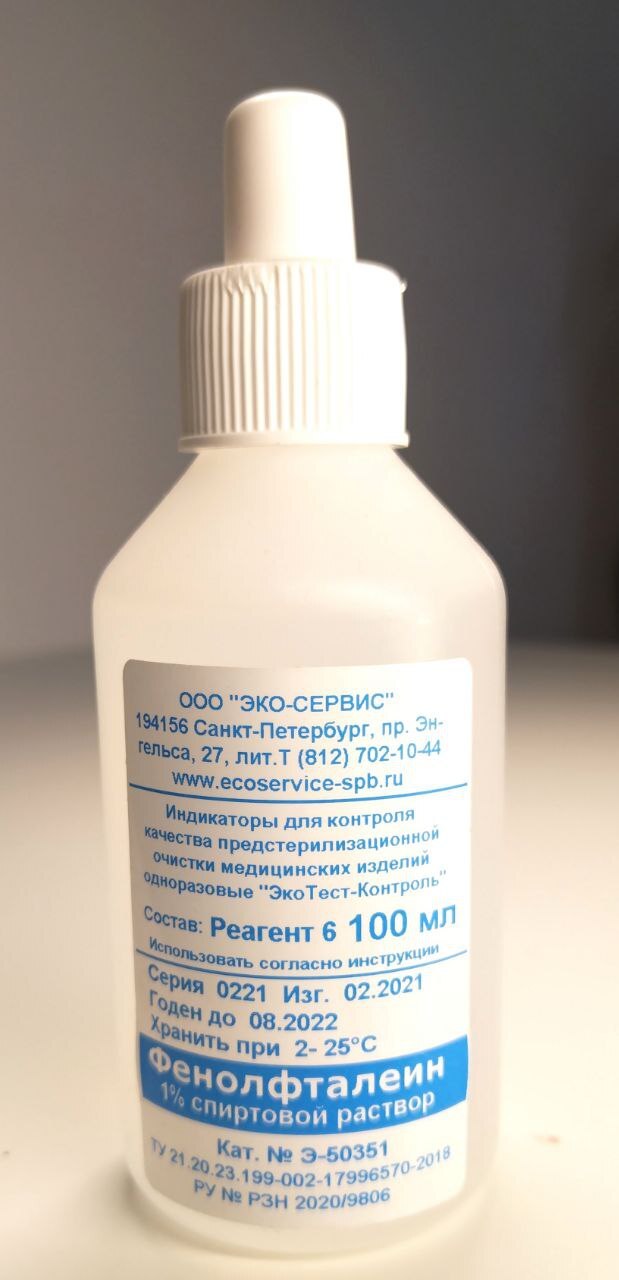 ООО "ЭКО-СЕРВИС"
194156 Санкт-Петербург, пр. Эн-
гельса, 27, лит.Т (812) 702-10-44
www.ecoservice-spb.ru
Индикаторы для контроля
качества предстерилизационной
очистки медицинских изделий
одноразовые "ЭкоТест-Контроль"
Состав: Реагент 6 100 мл
Использовать согласно инструкции
Серия 0221 Изг. 02.2021
Годен до 08.2022
Хранить при 2- 25°С
Фенолфталеин
1% спиртовой раствор
Кат. № Э-50351
ТУ 21.20.23.199-002-17996570-2018
РУ № РЗН 2020/9806